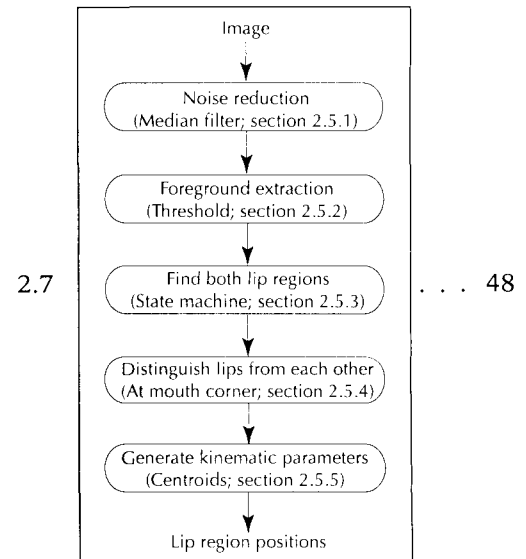 Image
Noise reduction
(Median filter; section 2.5.1)
Foreground extraction
(Threshold; section 2.5.2)
2.7
Find both lip regions
(State machine; section 2.5.3)
. . . 48
Distinguish lips from each other
(At mouth corner; section 2.5.4)
Generate kinematic parameters
(Centroids; section 2.5.5)
Lip region positions